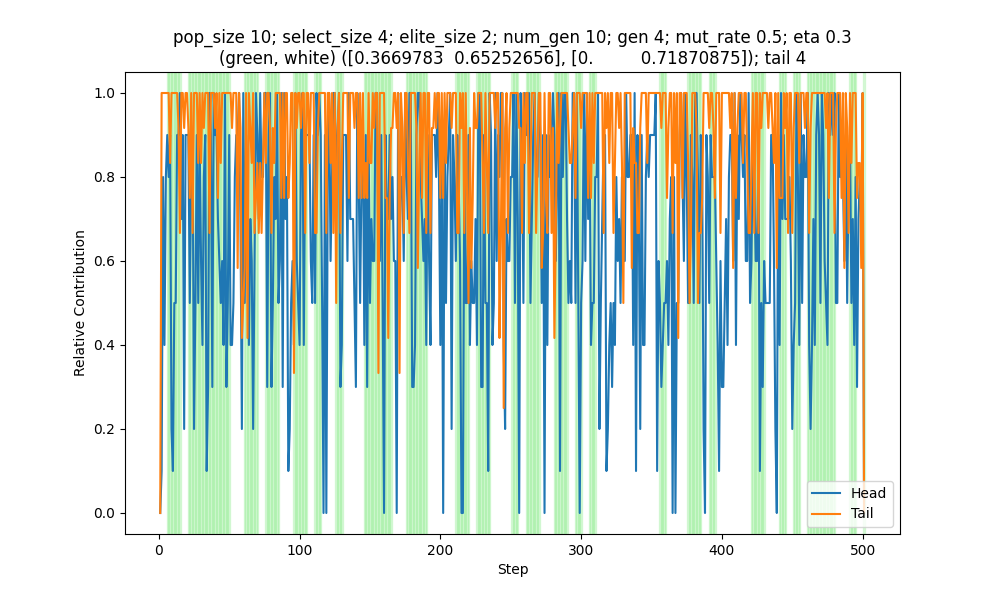 pop_size 10; select_size 4; elite_size 2; num_gen 10; gen 4; mut_rate 0.5; eta 0.3
(green, white) ([0.3669783  0.65252656], [0.         0.71870875]); tail 4
1.0
0.8
0.6
0.4
0.2
0.0
Relative Contribution
Head
Tail
0 100 200 300 400 500
Step